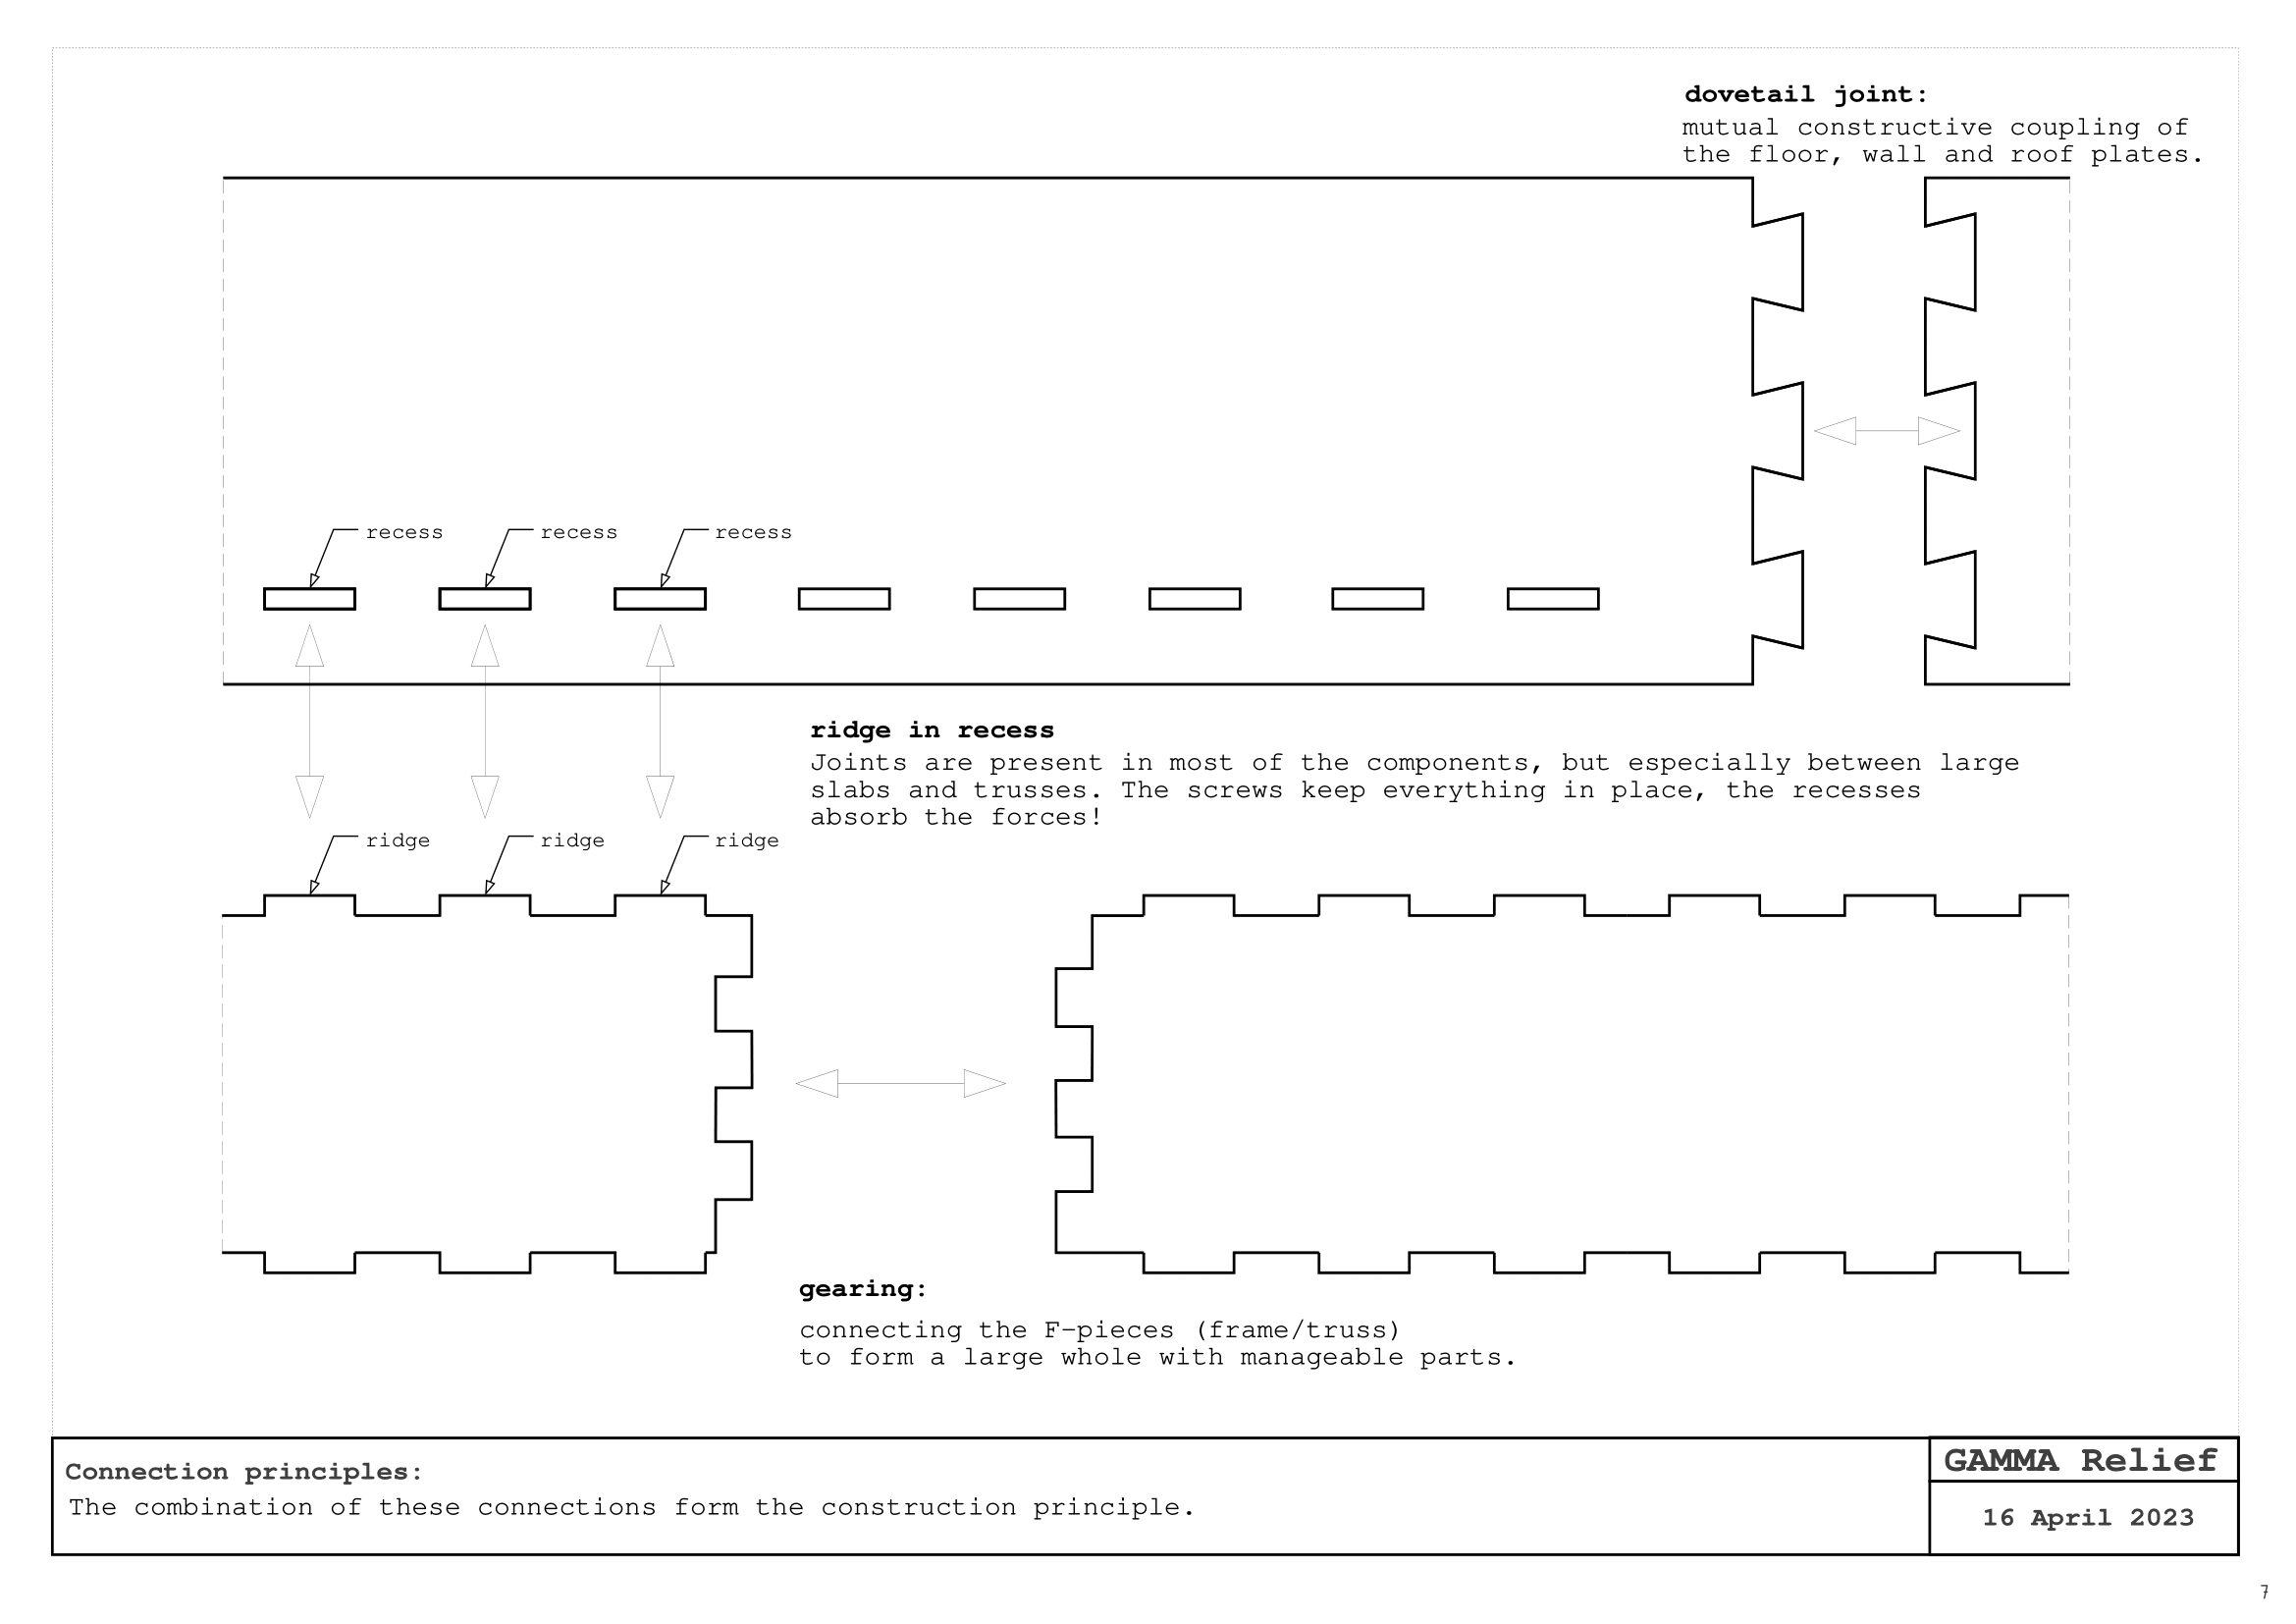 dovetail joint:
mutual constructive coupling of
the floor, wall and roof plates.
recess recess recess
ridge in recess
Joints are present in most of the components, but especially between large
slabs and trusses. The screws keep everything in place, the recesses
absorb the forces!
ridge ridge ridge
gearing:
connecting the F-pieces (frame/truss)
to form a large whole with manageable parts.
Connection principles:
The combination of these connections form the construction principle.
GAMMA Relief
16 April 2023
7